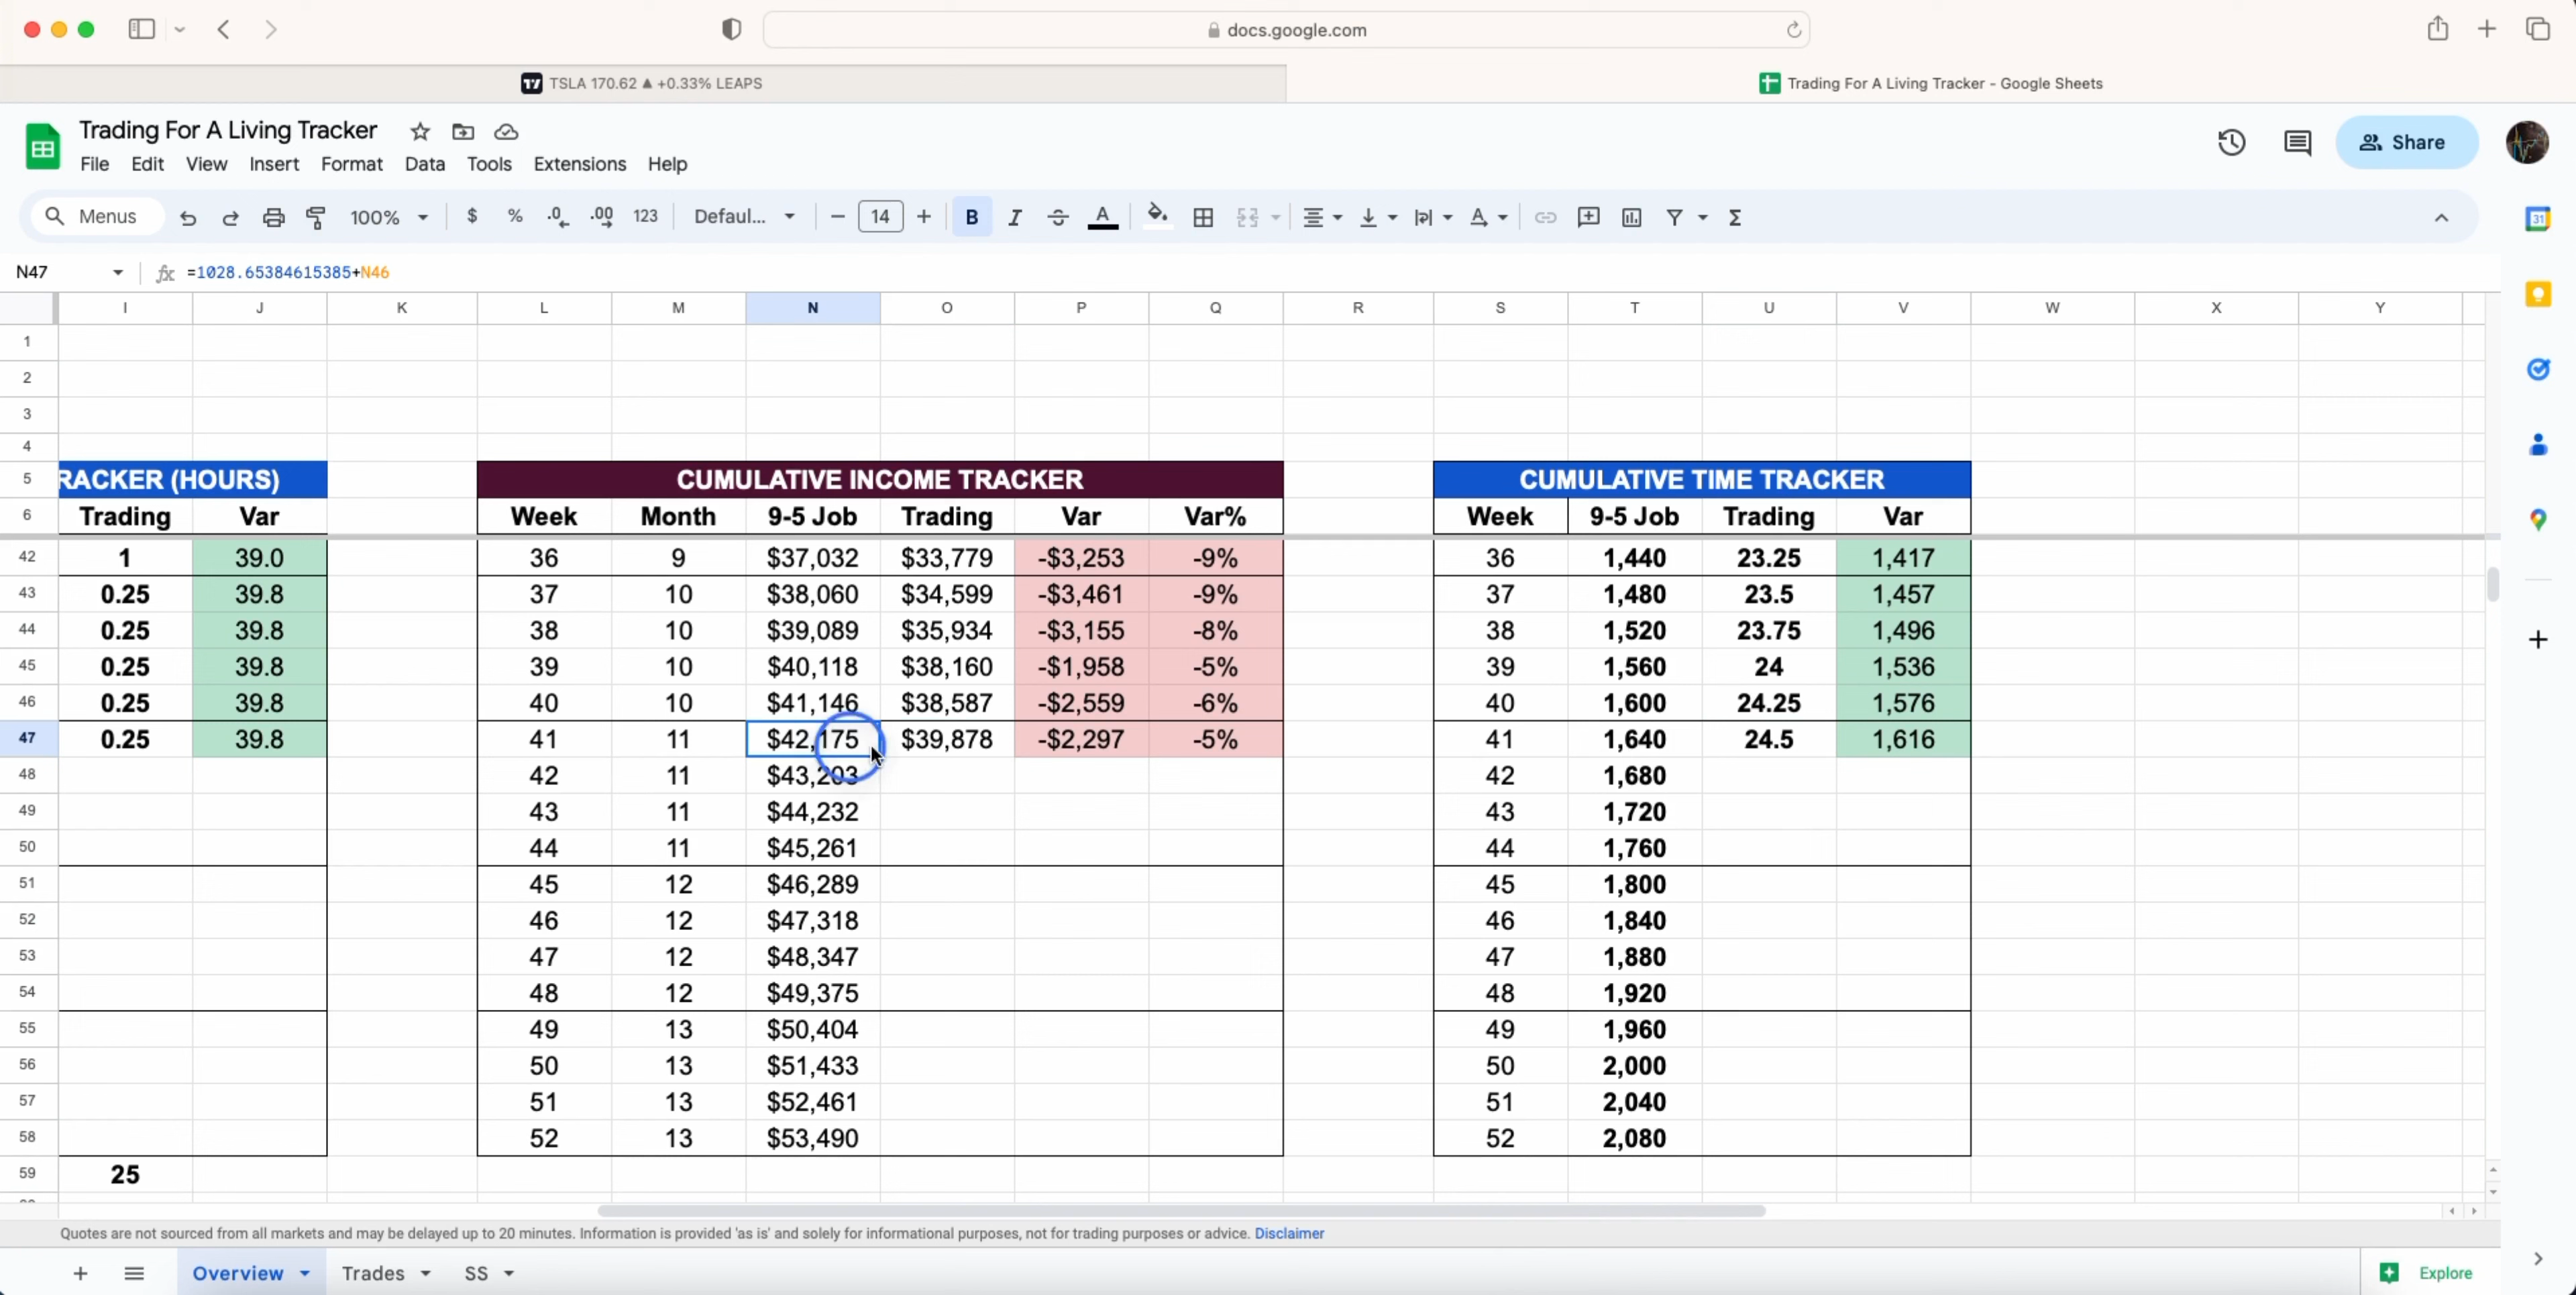 docs.google.com
TSLA 170.62 ▲ +0.33% LEAPS
Trading For A Living Tracker - Google Sheets
Trading For A Living Tracker
File Edit View Insert Format Data Tools Extensions Help
Share
Menus 100% $ % .0 .00 123 Defaul... − 14 + B I A Σ
31
N47 fx =1028.65384615385+N46
I J K L M N O P Q R S T U V W X Y
1
2
3
4
5 RACKER (HOURS) CUMULATIVE INCOME TRACKER CUMULATIVE TIME TRACKER
6 Trading Var Week Month 9-5 Job Trading Var Var% Week 9-5 Job Trading Var
42 1 39.0 36 9 $37,032 $33,779 -$3,253 -9% 36 1,440 23.25 1,417
43 0.25 39.8 37 10 $38,060 $34,599 -$3,461 -9% 37 1,480 23.5 1,457
44 0.25 39.8 38 10 $39,089 $35,934 -$3,155 -8% 38 1,520 23.75 1,496
45 0.25 39.8 39 10 $40,118 $38,160 -$1,958 -5% 39 1,560 24 1,536
46 0.25 39.8 40 10 $41,146 $38,587 -$2,559 -6% 40 1,600 24.25 1,576
47 0.25 39.8 41 11 $42,175 $39,878 -$2,297 -5% 41 1,640 24.5 1,616
48 42 11 $43,203 42 1,680
49 43 11 $44,232 43 1,720
50 44 11 $45,261 44 1,760
51 45 12 $46,289 45 1,800
52 46 12 $47,318 46 1,840
53 47 12 $48,347 47 1,880
54 48 12 $49,375 48 1,920
55 49 13 $50,404 49 1,960
56 50 13 $51,433 50 2,000
57 51 13 $52,461 51 2,040
58 52 13 $53,490 52 2,080
59 25
Quotes are not sourced from all markets and may be delayed up to 20 minutes. Information is provided 'as is' and solely for informational purposes, not for trading purposes or advice. Disclaimer
Overview Trades SS Explore